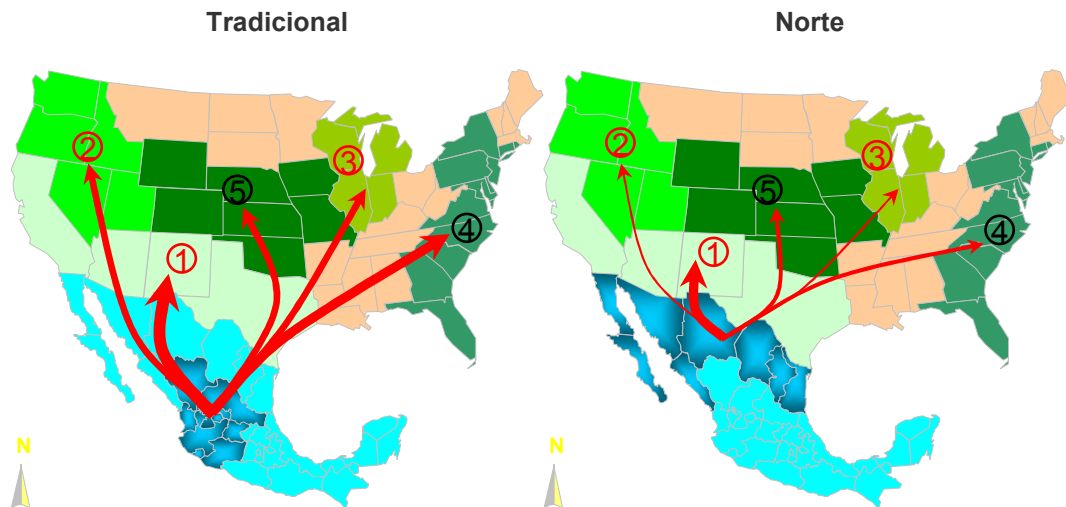 Tradicional
②
③
⑤
④
①
N
Norte
②
③
⑤
④
①
N